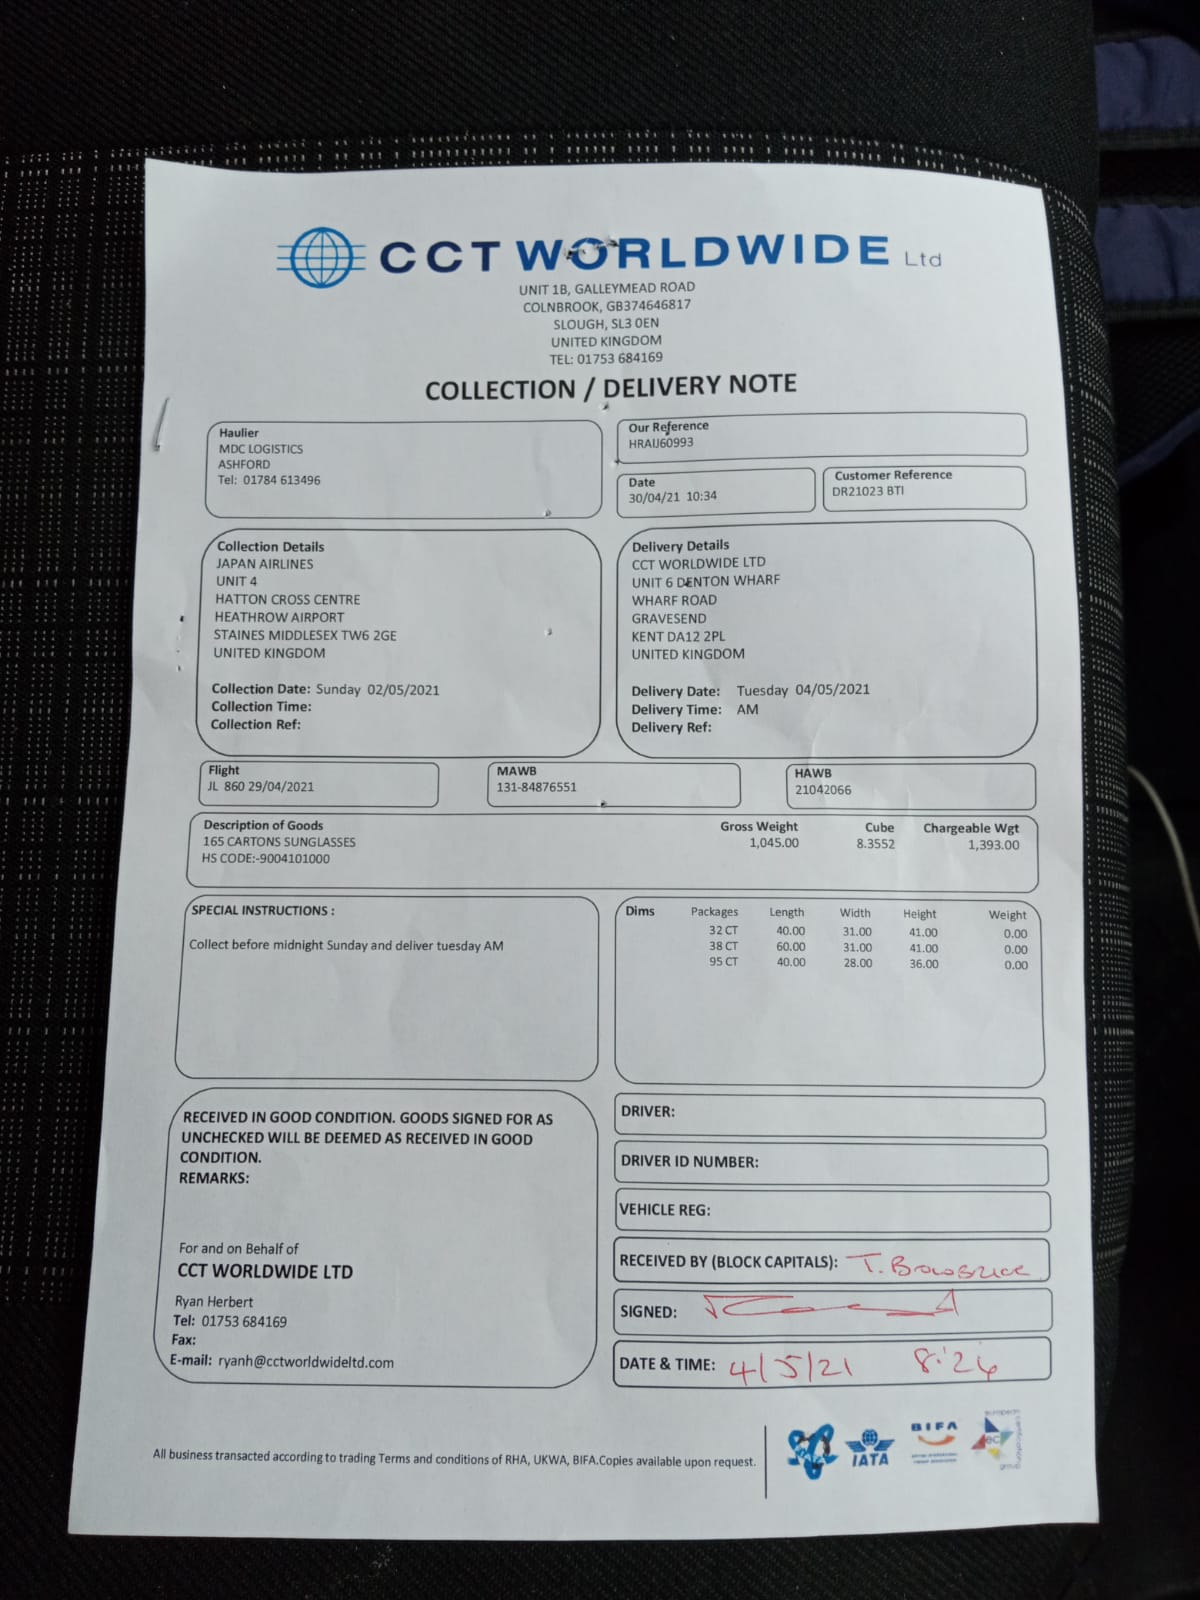 CCT WORLDWIDE Ltd
UNIT 1B, GALLEYMEAD ROAD
COLNBROOK, GB374646817
SLOUGH, SL3 0EN
UNITED KINGDOM
TEL: 01753 684169
COLLECTION / DELIVERY NOTE
Haulier
MDC LOGISTICS
ASHFORD
Tel: 01784 613496
Our Reference
HRAIJ60993
Date
30/04/21 10:34
Customer Reference
DR21023 BTI
Collection Details
JAPAN AIRLINES
UNIT 4
HATTON CROSS CENTRE
HEATHROW AIRPORT
STAINES MIDDLESEX TW6 2GE
UNITED KINGDOM
Collection Date: Sunday 02/05/2021
Collection Time:
Collection Ref:
Delivery Details
CCT WORLDWIDE LTD
UNIT 6 DENTON WHARF
WHARF ROAD
GRAVESEND
KENT DA12 2PL
UNITED KINGDOM
Delivery Date: Tuesday 04/05/2021
Delivery Time: AM
Delivery Ref:
Flight
JL 860 29/04/2021
MAWB
131-84876551
HAWB
21042066
Description of Goods Gross Weight Cube Chargeable Wgt
165 CARTONS SUNGLASSES 1,045.00 8.3552 1,393.00
HS CODE:-9004101000
SPECIAL INSTRUCTIONS :
Collect before midnight Sunday and deliver tuesday AM
Dims Packages Length Width Height Weight
32 CT 40.00 31.00 41.00 0.00
38 CT 60.00 31.00 41.00 0.00
95 CT 40.00 28.00 36.00 0.00
RECEIVED IN GOOD CONDITION. GOODS SIGNED FOR AS
UNCHECKED WILL BE DEEMED AS RECEIVED IN GOOD
CONDITION.
REMARKS:
For and on Behalf of
CCT WORLDWIDE LTD
Ryan Herbert
Tel: 01753 684169
Fax:
E-mail: ryanh@cctworldwideltd.com
DRIVER:
DRIVER ID NUMBER:
VEHICLE REG:
RECEIVED BY (BLOCK CAPITALS): T.
SIGNED:
DATE & TIME: 4/5/21 8:26
All business transacted according to trading Terms and conditions of RHA, UKWA, BIFA.Copies available upon request.
IATA
BIFA